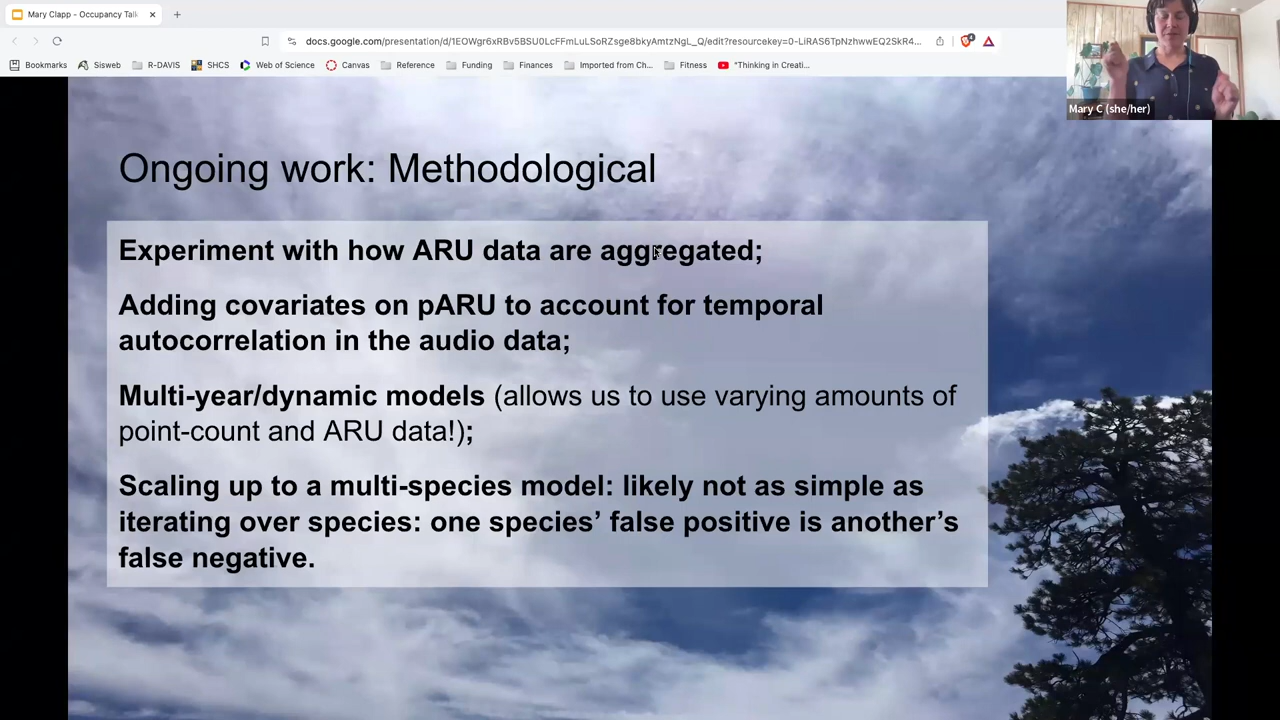 Mary Clapp - Occupancy Tal
docs.google.com/presentation/d/1EOWgr6xRBv5BSU0LcFFmLuLSoRZsge8bkyAmtzNgL_Q/edit?resourcekey=0-LiRAS6TpNzhwwEQ2SkR4...
Bookmarks Sisweb R-DAVIS SHCS Web of Science Canvas Reference Funding Finances Imported from Ch... Fitness "Thinking in Creati...
Mary C (she/her)
Ongoing work: Methodological
Experiment with how ARU data are aggregated;
Adding covariates on pARU to account for temporal
autocorrelation in the audio data;
Multi-year/dynamic models (allows us to use varying amounts of
point-count and ARU data!);
Scaling up to a multi-species model: likely not as simple as
iterating over species: one species’ false positive is another’s
false negative.